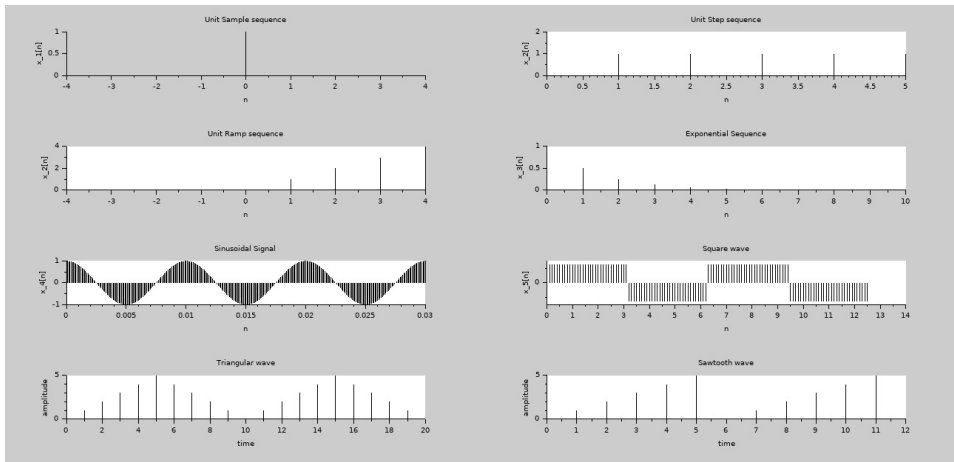 Unit Sample sequence
1
0.5
0
x_1[n]
-4 -3 -2 -1 0 1 2 3 4
n
Unit Step sequence
2
1
0
x_2[n]
0 0.5 1 1.5 2 2.5 3 3.5 4 4.5 5
n
Unit Ramp sequence
4
2
0
x_2[n]
-4 -3 -2 -1 0 1 2 3 4
n
Exponential Sequence
1
0.5
0
x_3[n]
0 1 2 3 4 5 6 7 8 9 10
n
Sinusoidal Signal
1
0
-1
x_4[n]
0 0.005 0.01 0.015 0.02 0.025 0.03
n
Square wave
0
x_5[n]
0 1 2 3 4 5 6 7 8 9 10 11 12 13 14
n
Triangular wave
5
0
amplitude
0 2 4 6 8 10 12 14 16 18 20
time
Sawtooth wave
5
0
amplitude
0 1 2 3 4 5 6 7 8 9 10 11 12
time